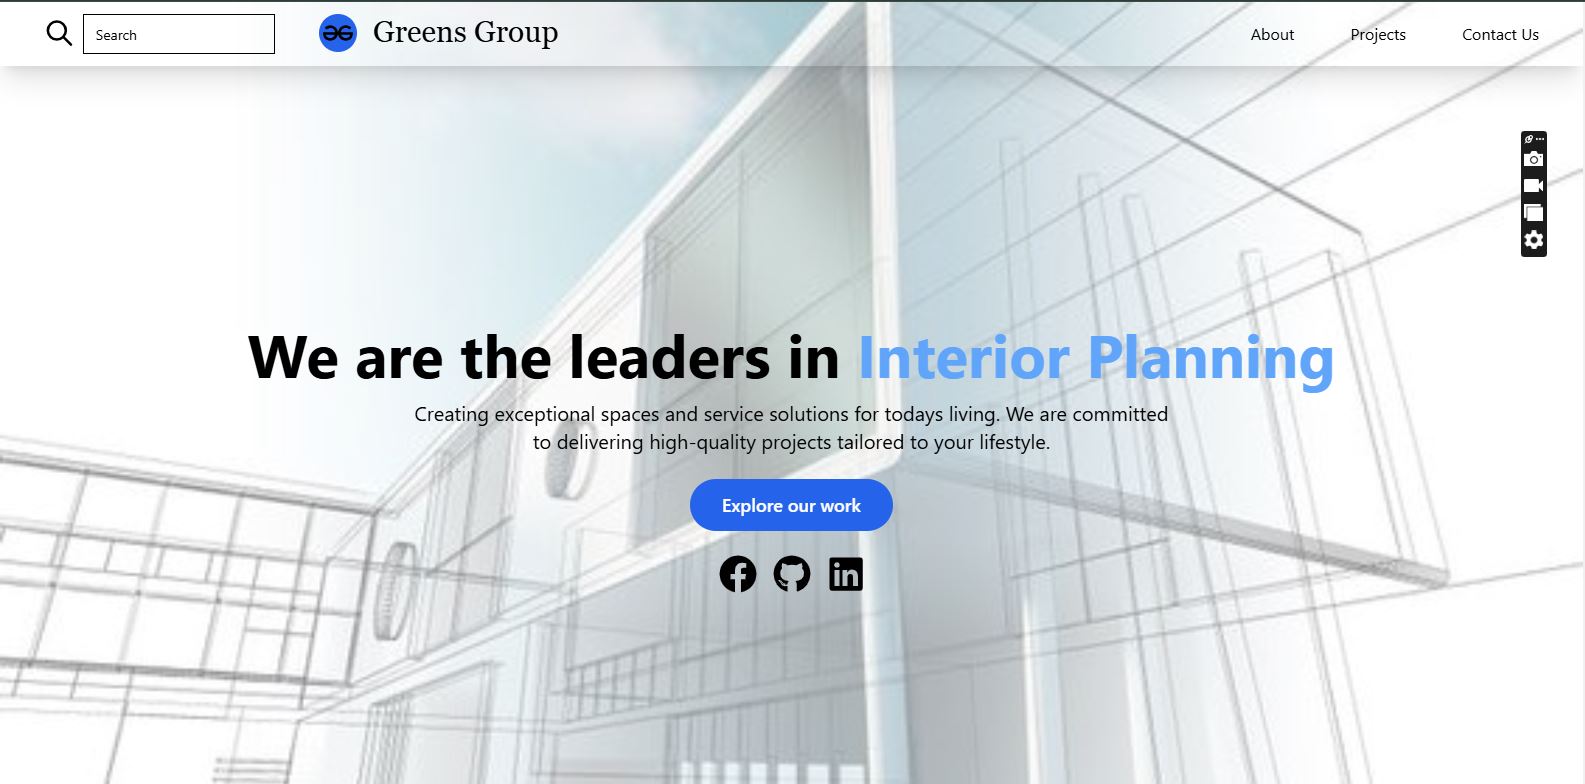 Search
Greens Group
About
Projects
Contact Us
We are the leaders in Interior Planning
Creating exceptional spaces and service solutions for todays living. We are committed
to delivering high-quality projects tailored to your lifestyle.
Explore our work